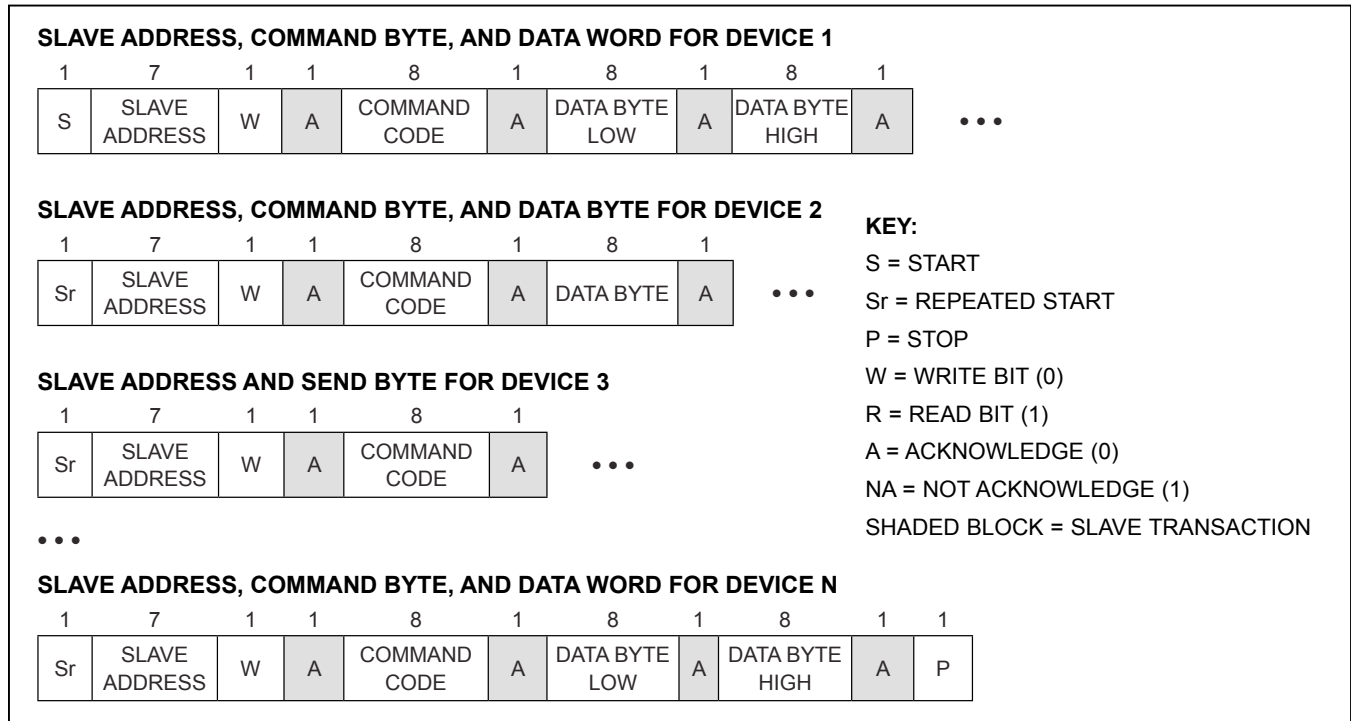 SLAVE ADDRESS, COMMAND BYTE, AND DATA WORD FOR DEVICE 1
1 7 1 1 8 1 8 1 8 1
S SLAVE ADDRESS W A COMMAND CODE A DATA BYTE LOW A DATA BYTE HIGH A •••
SLAVE ADDRESS, COMMAND BYTE, AND DATA BYTE FOR DEVICE 2
1 7 1 1 8 1 8 1
Sr SLAVE ADDRESS W A COMMAND CODE A DATA BYTE A •••
SLAVE ADDRESS AND SEND BYTE FOR DEVICE 3
1 7 1 1 8 1
Sr SLAVE ADDRESS W A COMMAND CODE A •••
•••
SLAVE ADDRESS, COMMAND BYTE, AND DATA WORD FOR DEVICE N
1 7 1 1 8 1 8 1 8 1 1
Sr SLAVE ADDRESS W A COMMAND CODE A DATA BYTE LOW A DATA BYTE HIGH A P
KEY:
S = START
Sr = REPEATED START
P = STOP
W = WRITE BIT (0)
R = READ BIT (1)
A = ACKNOWLEDGE (0)
NA = NOT ACKNOWLEDGE (1)
SHADED BLOCK = SLAVE TRANSACTION